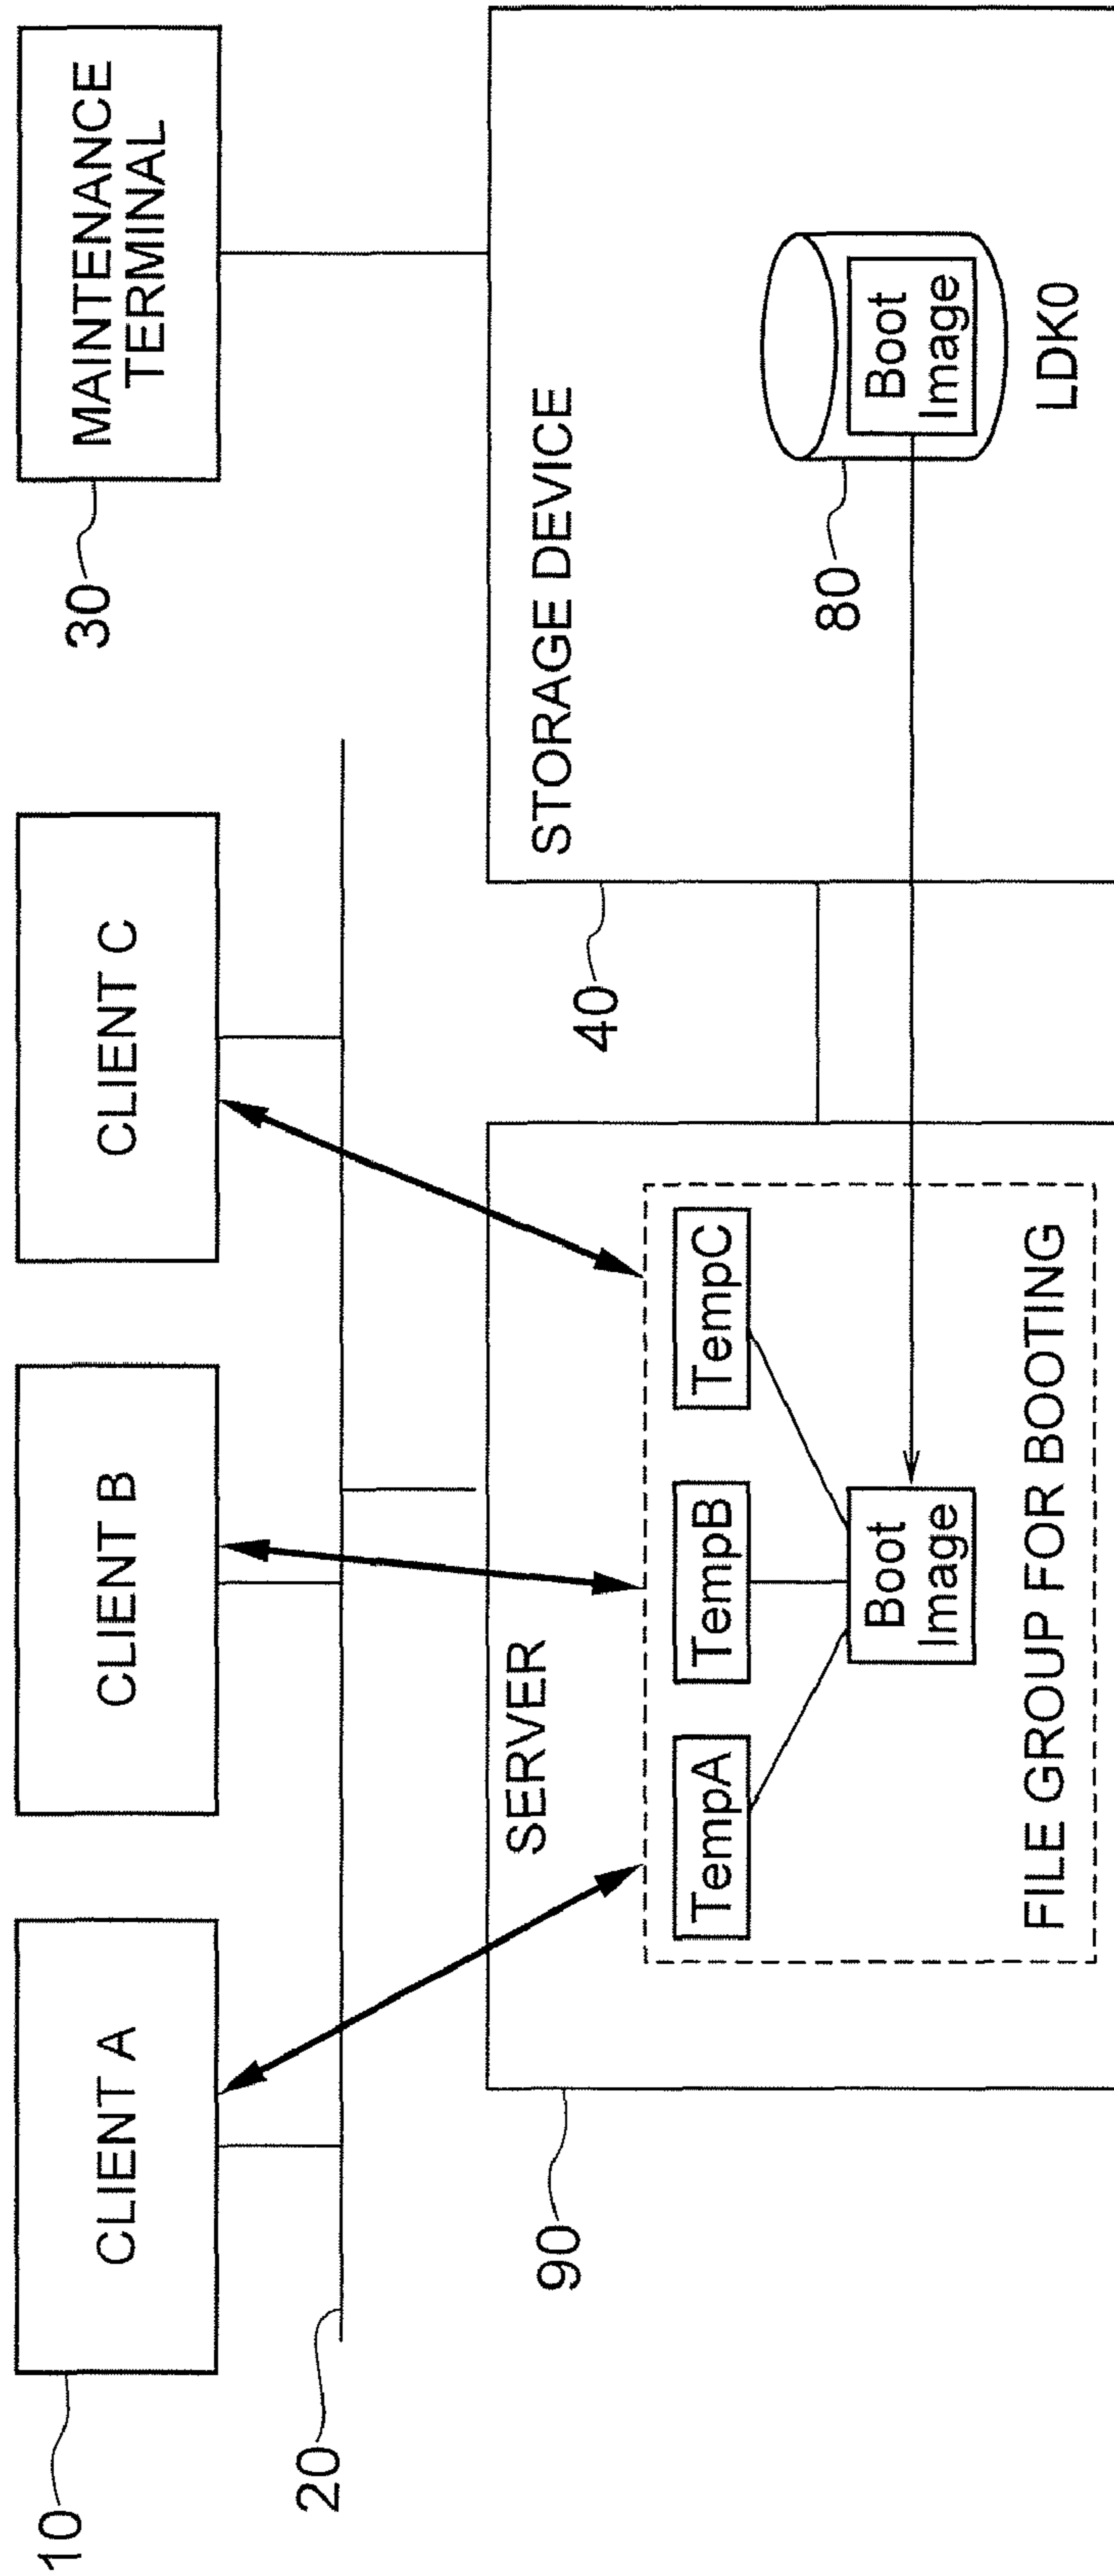 CLIENT A
CLIENT B
CLIENT C
MAINTENANCE
TERMINAL
10
30
20
SERVER
STORAGE DEVICE
90
40
TempA
TempB
TempC
Boot
Image
FILE GROUP FOR BOOTING
80
Boot
Image
LDK0